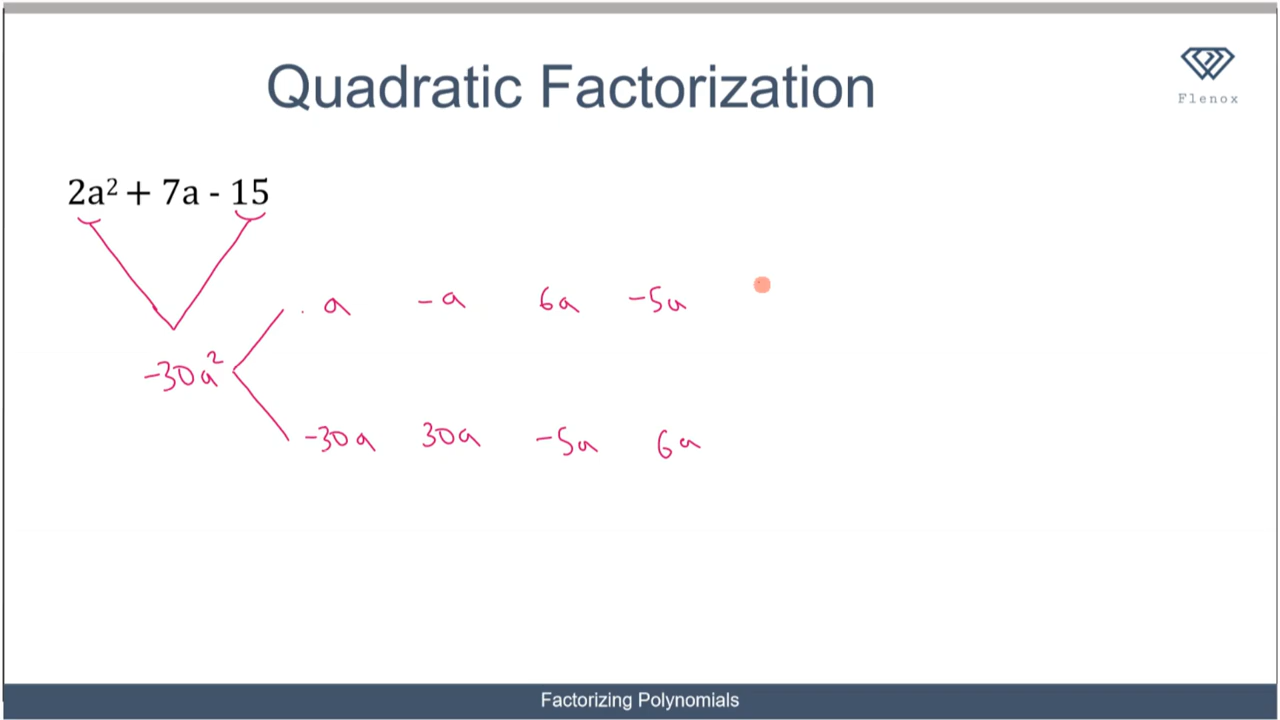 Quadratic Factorization
Flenox
2a² + 7a - 15
a -a 6a -5a
-30a²
-30a 30a -5a 6a
Factorizing Polynomials